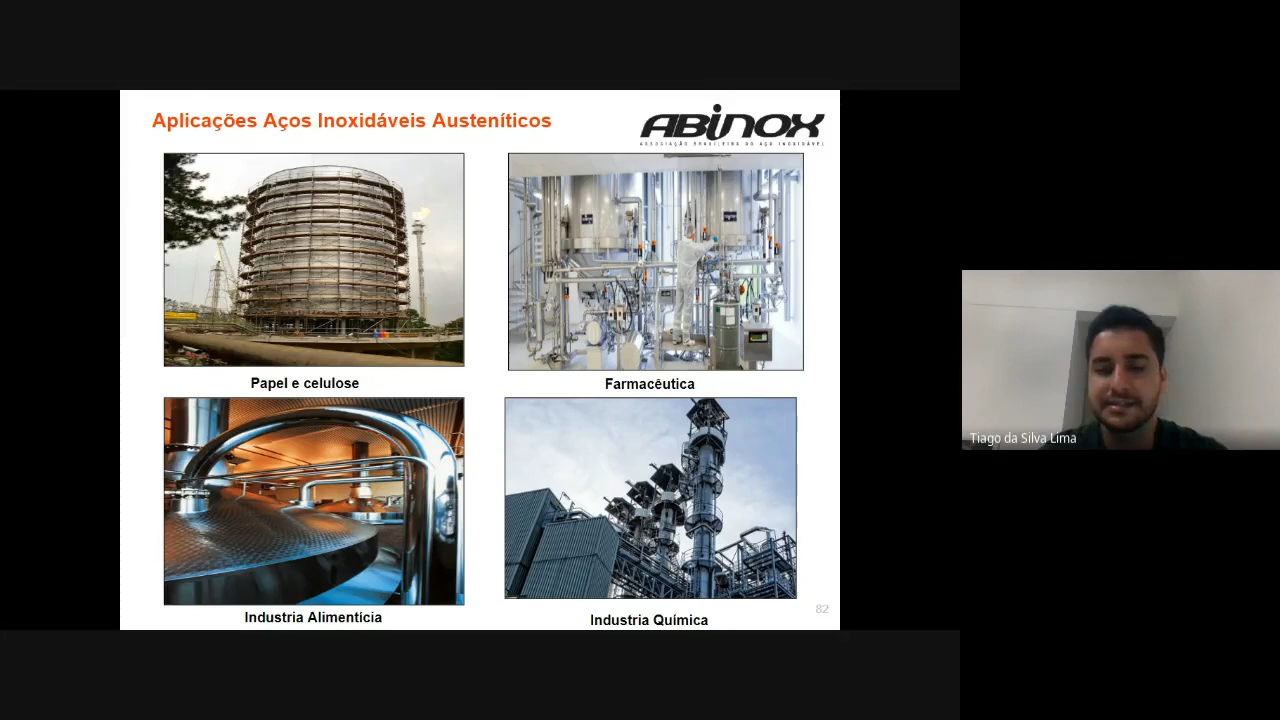 Aplicações Aços Inoxidáveis Austeníticos
ABINOX
ASSOCIAÇÃO BRASILEIRA DO AÇO INOXIDÁVEL
Papel e celulose
Farmacêutica
Industria Alimentícia
Industria Química
82
Tiago da Silva Lima